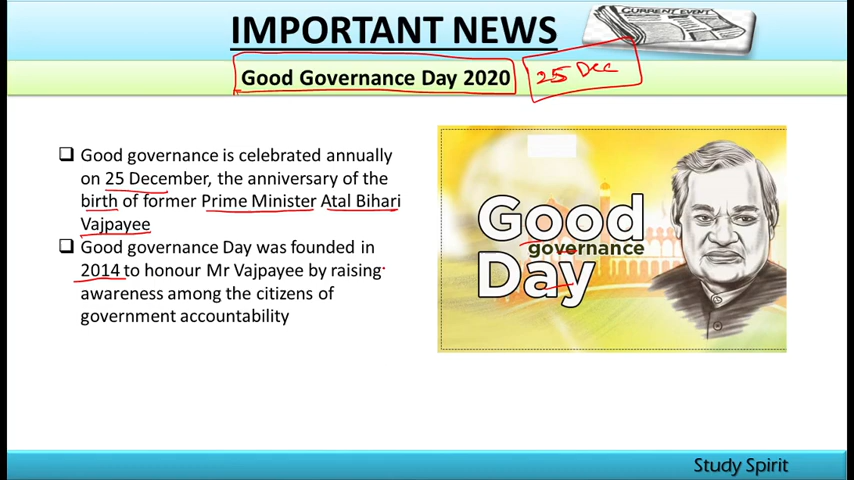 IMPORTANT NEWS
CURRENT EVENT
Good Governance Day 2020
25 Dec
Good governance is celebrated annually
on 25 December, the anniversary of the
birth of former Prime Minister Atal Bihari
Vajpayee
Good governance Day was founded in
2014 to honour Mr Vajpayee by raising
awareness among the citizens of
government accountability
Good
governance
Day
Study Spirit